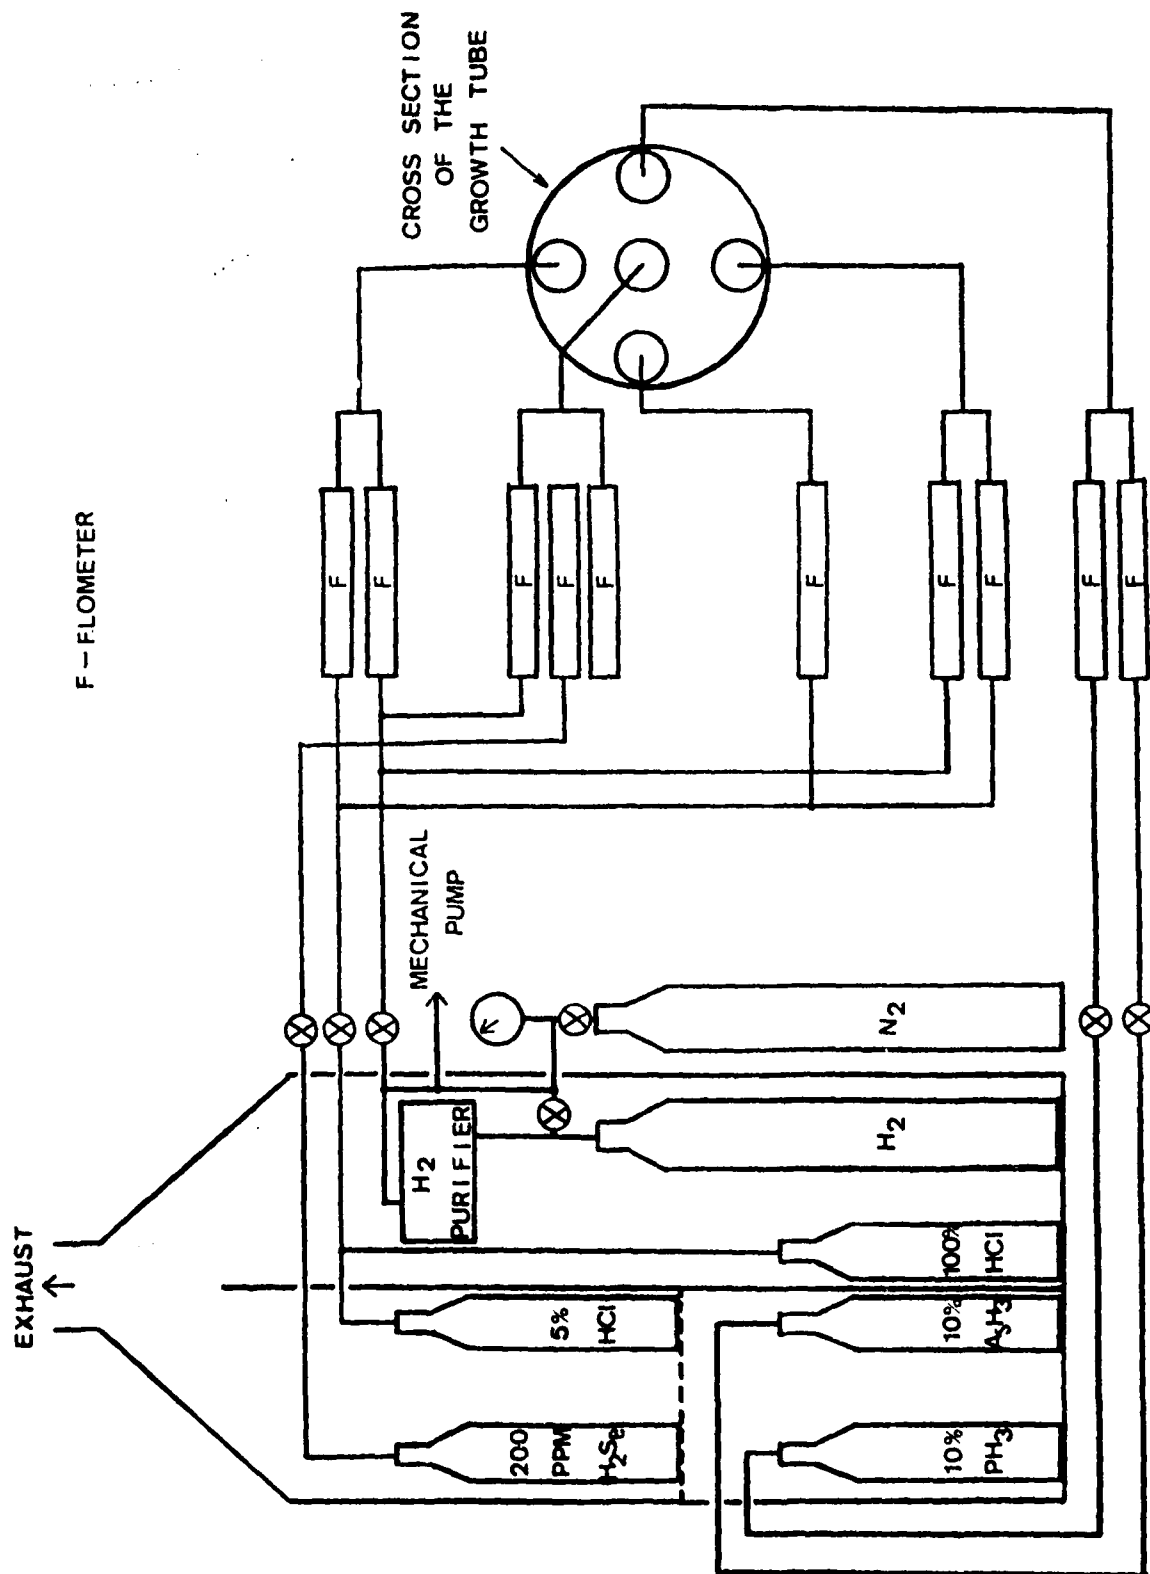 EXHAUST
F – FLOMETER
CROSS SECTION
OF THE
GROWTH TUBE
F
F
MECHANICAL
PUMP
H2
PURIFIER
200
PPM
H2Se
5%
HCl
F
F
F
F
10%
PH3
10%
AsH3
100%
HCl
H2
N2
F
F
F
F